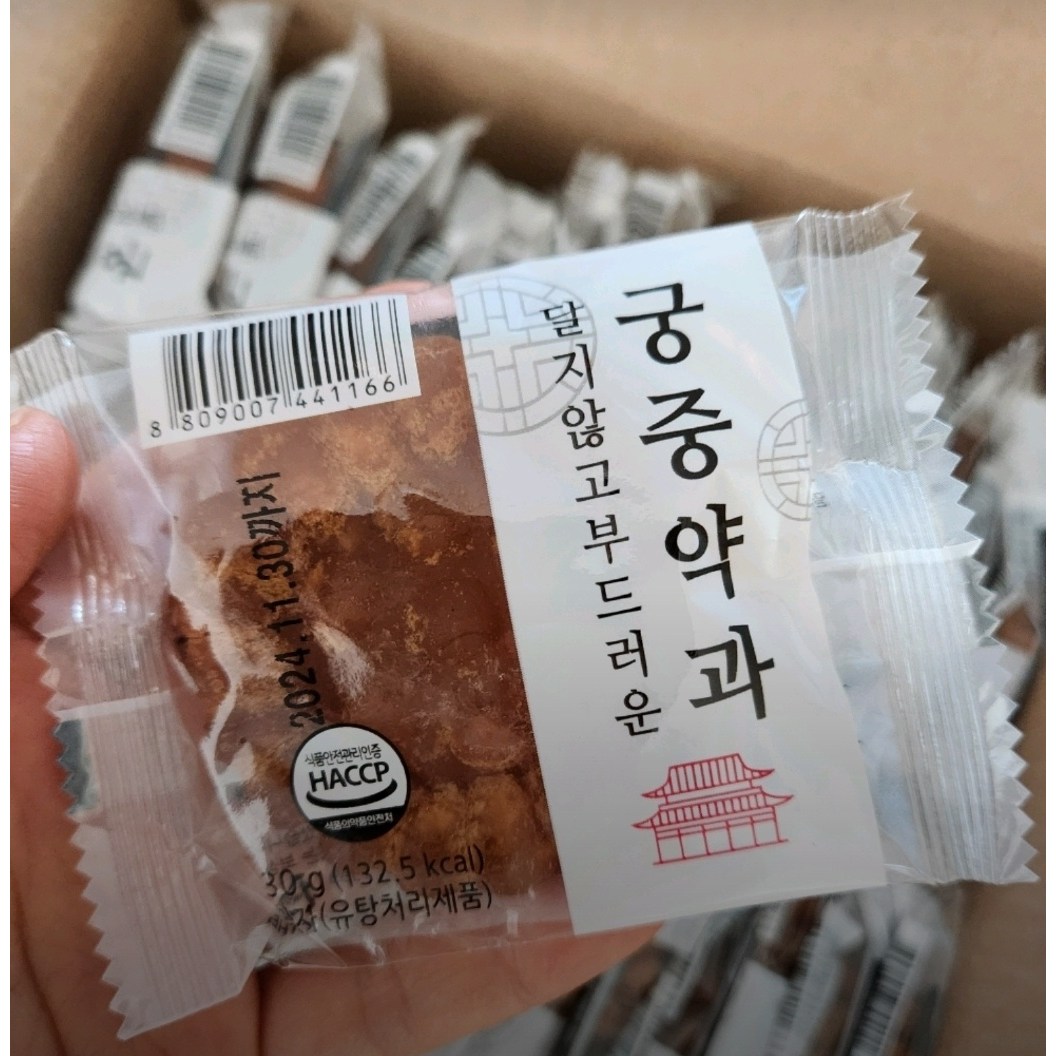 궁중약과
달지않고부드러운
8 809007 441166
2024.11.30까지
식품안전관리인증
HACCP
식품의약품안전처
30 g (132.5 kcal)
(유탕처리제품)